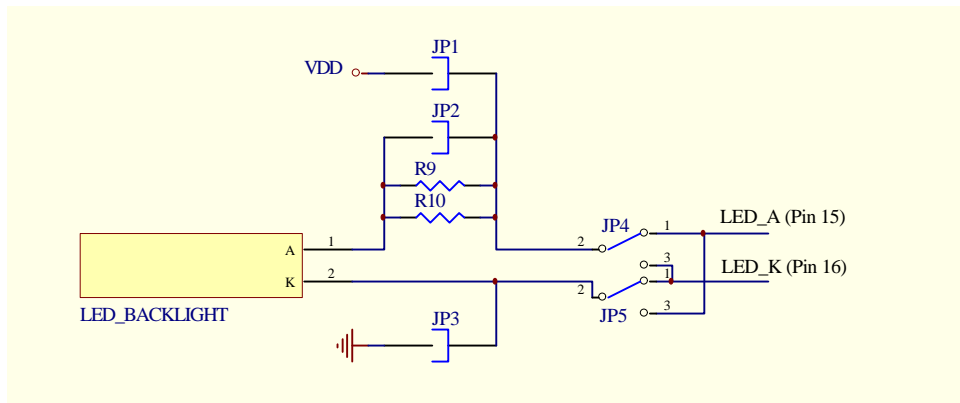 JP1
VDD
JP2
R9
R10
JP4
1
LED_A (Pin 15)
A
1
2
3
LED_K (Pin 16)
K
2
1
2
LED_BACKLIGHT
JP3
JP5
3